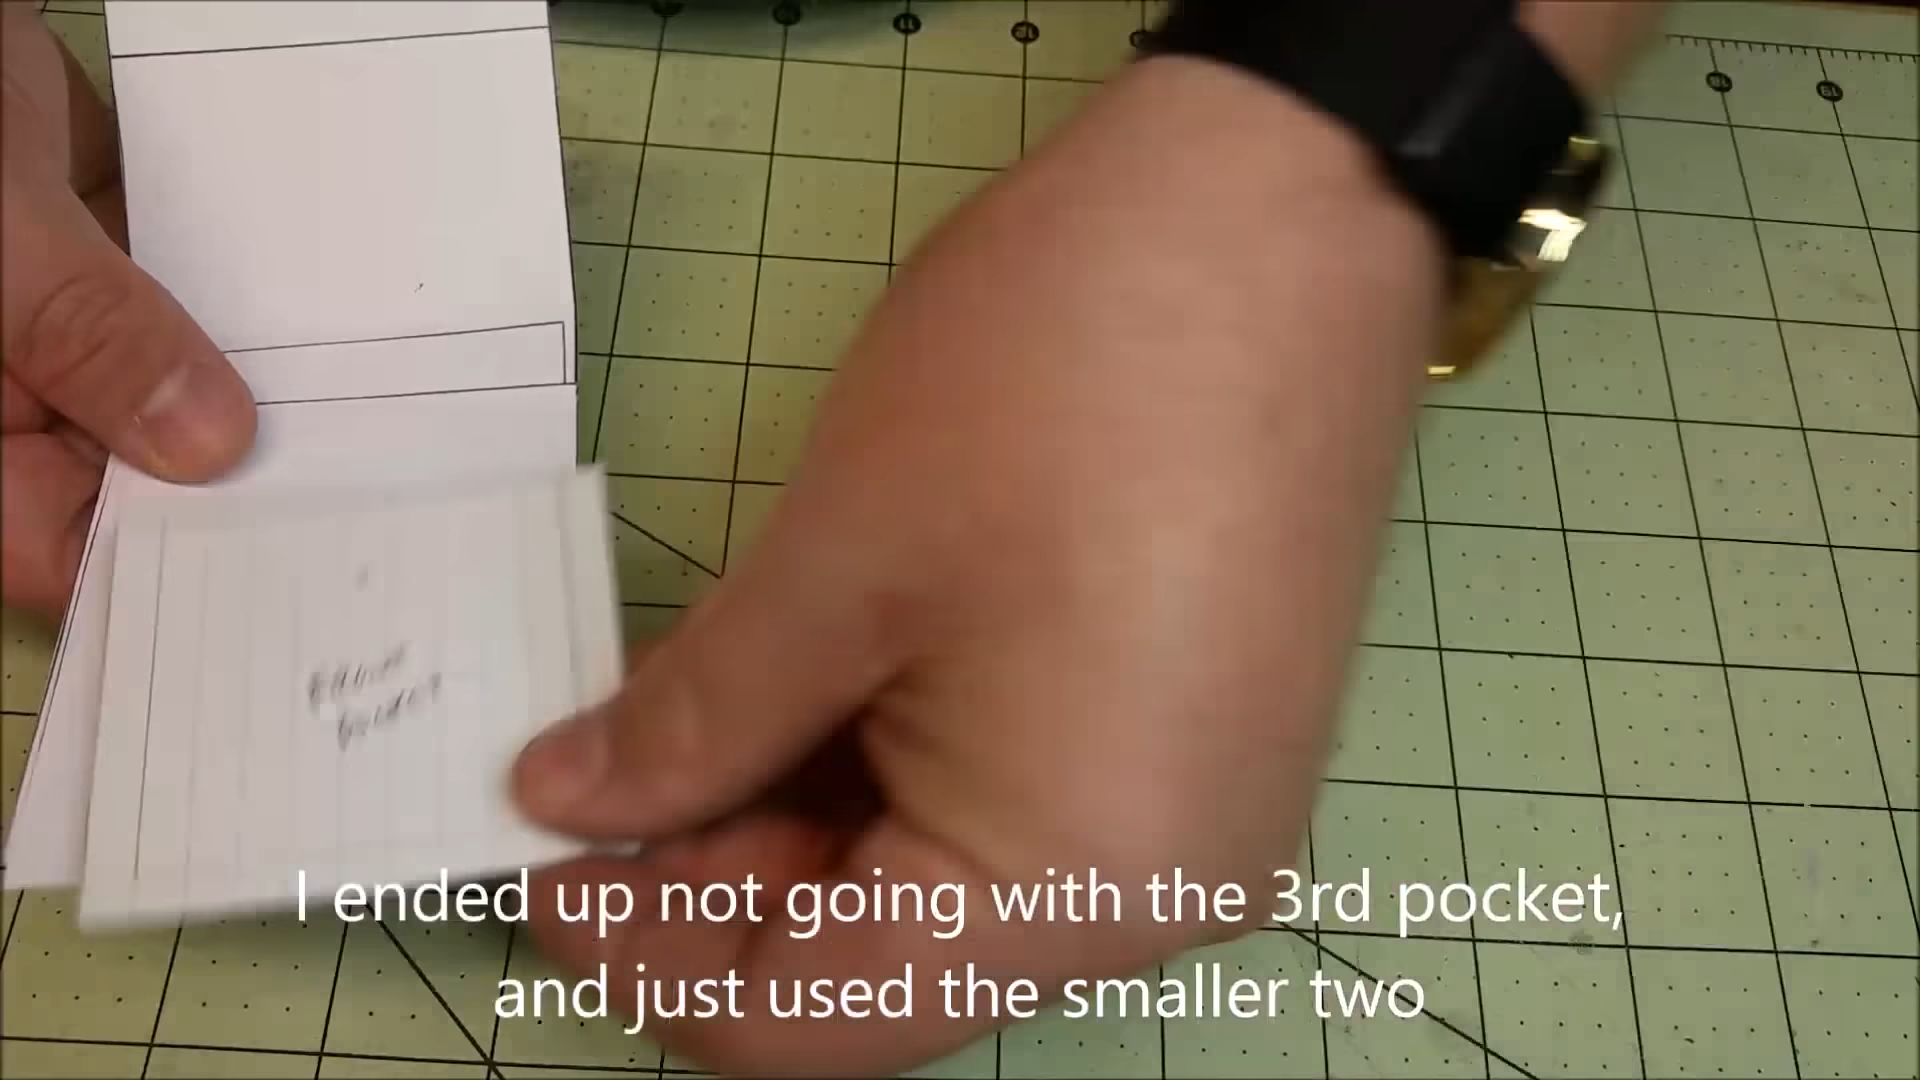 I ended up not going with the 3rd pocket,
and just used the smaller two